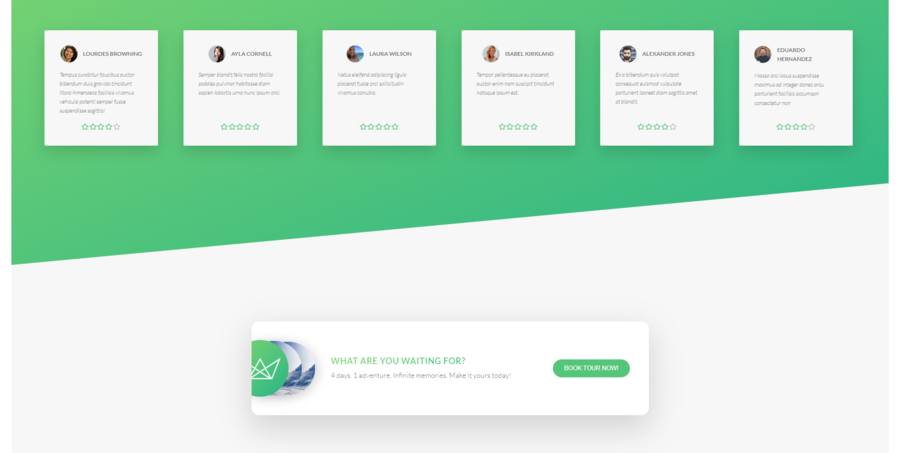 LOURDES BROWNING
Tempus curabitur faucibus auctor
bibendum duis gravida tincidunt
litora himenaeos facilisis vivamus
vehicula potenti semper fusce
suspendisse sagittis!
AYLA CORNELL
Semper blandit felis nostra facilisi
sodales pulvinar habitasse diam
sapien lobortis urna nunc ipsum orci.
LAURA WILSON
Netus eleifend adipiscing ligula
placerat fusce orci sollicitudin
vivamus conubia.
ISABEL KIRKLAND
Tempor pellentesque eu placerat
auctor enim nam suscipit tincidunt
natoque ipsum est.
ALEXANDER JONES
Ex a bibendum quis volutpat
consequat euismod vulputate
parturient laoreet diam sagittis amet
at blandit.
EDUARDO
HERNANDEZ
Massa orci lacus suspendisse
maximus ad integer donec arcu
parturient facilisis accumsan
consectetur non
WHAT ARE YOU WAITING FOR?
4 days. 1 adventure. Infinite memories. Make it yours today!
BOOK TOUR NOW!